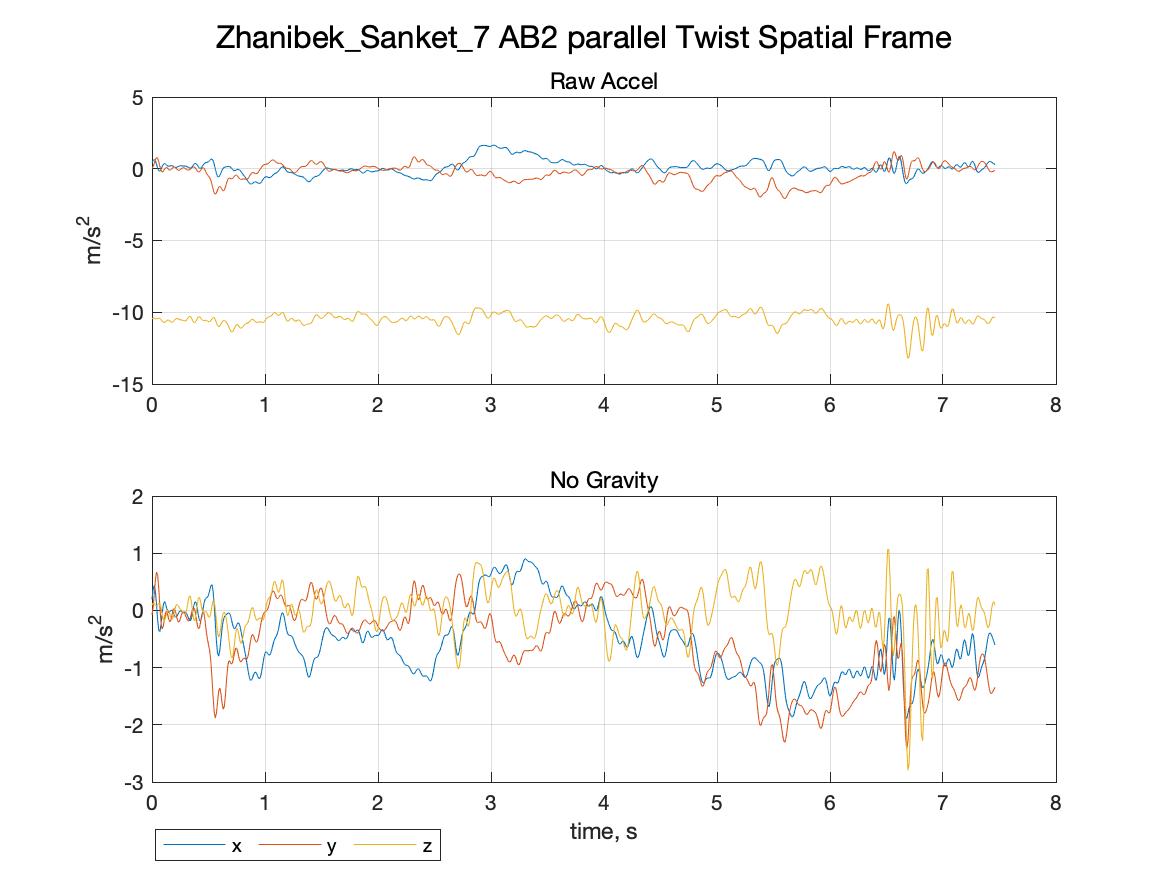 Zhanibek_Sanket_7 AB2 parallel Twist Spatial Frame
Raw Accel
5
0
-5
-10
-15
m/s²
0 1 2 3 4 5 6 7 8
No Gravity
2
1
0
-1
-2
-3
m/s²
0 1 2 3 4 5 6 7 8
time, s
x y z